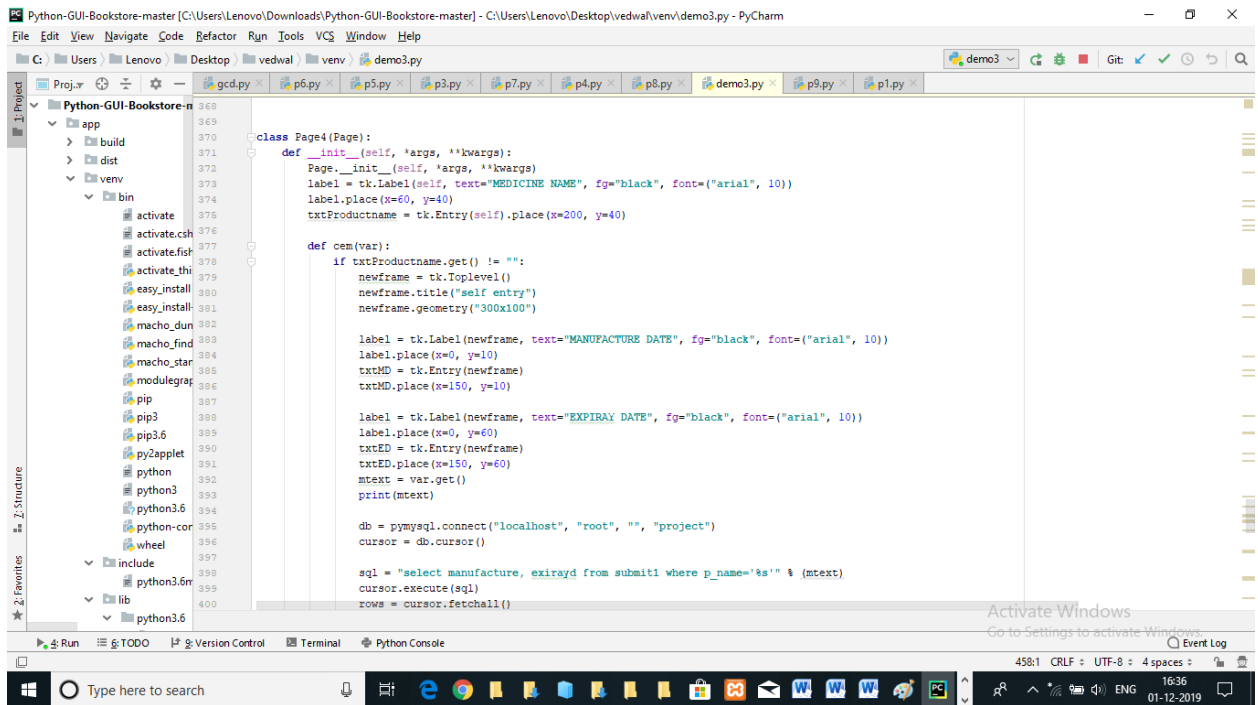 Python-GUI-Bookstore-master [C:\Users\Lenovo\Downloads\Python-GUI-Bookstore-master] - C:\Users\Lenovo\Desktop\vedwal\venv\demo3.py - PyCharm
File Edit View Navigate Code Refactor Run Tools VCS Window Help
C: Users Lenovo Desktop vedwal venv demo3.py
demo3 Git:
Proj.. gcd.py p6.py p5.py p3.py p7.py p4.py p8.py demo3.py p9.py p1.py
1: Project
7: Structure
2: Favorites
Python-GUI-Bookstore-n
app
build
dist
venv
bin
activate
activate.csh
activate.fish
activate_thi
easy_install
easy_install-
macho_dun
macho_find
macho_star
modulegrap
pip
pip3
pip3.6
py2applet
python
python3
python3.6
python-cor
wheel
include
python3.6m
lib
python3.6
368
369
370 class Page4(Page):
371 def __init__(self, *args, **kwargs):
372 Page.__init__(self, *args, **kwargs)
373 label = tk.Label(self, text="MEDICINE NAME", fg="black", font=("arial", 10))
374 label.place(x=60, y=40)
375 txtProductname = tk.Entry(self).place(x=200, y=40)
376
377 def cem(var):
378 if txtProductname.get() != "":
379 newframe = tk.Toplevel()
380 newframe.title("self entry")
381 newframe.geometry("300x100")
382
383 label = tk.Label(newframe, text="MANUFACTURE DATE", fg="black", font=("arial", 10))
384 label.place(x=0, y=10)
385 txtMD = tk.Entry(newframe)
386 txtMD.place(x=150, y=10)
387
388 label = tk.Label(newframe, text="EXPIRAY DATE", fg="black", font=("arial", 10))
389 label.place(x=0, y=60)
390 txtED = tk.Entry(newframe)
391 txtED.place(x=150, y=60)
392 mtext = var.get()
393 print(mtext)
394
395 db = pymysql.connect("localhost", "root", "", "project")
396 cursor = db.cursor()
397
398 sql = "select manufacture, exirayd from submit1 where p_name='%s'" % (mtext)
399 cursor.execute(sql)
400 rows = cursor.fetchall()
Activate Windows
Go to Settings to activate Windows.
4: Run 6: TODO 9: Version Control Terminal Python Console Event Log
458:1 CRLF UTF-8 4 spaces
Type here to search
ENG
16:36
01-12-2019